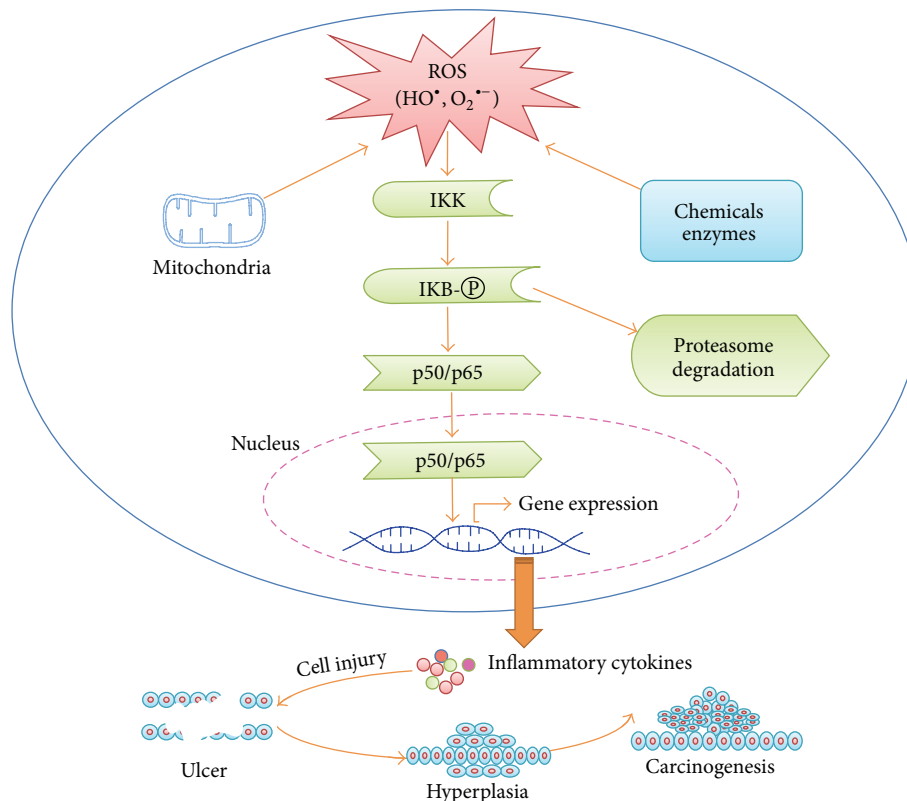 ROS
(HO•, O₂•−)
IKK
Chemicals
enzymes
Mitochondria
IKB-Ⓟ
Proteasome
degradation
p50/p65
Nucleus
p50/p65
Gene expression
Cell injury
Inflammatory cytokines
Ulcer
Hyperplasia
Carcinogenesis